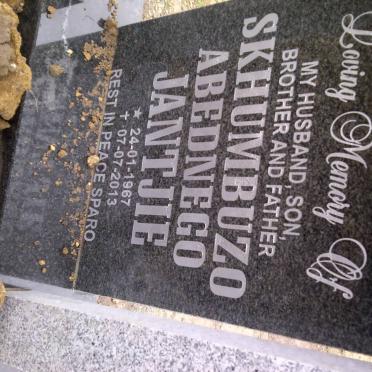 Loving Memory Of
MY HUSBAND, SON,
BROTHER AND FATHER
SKHUMBUZO
ABEDNEGO
JANTJIE
★ 24-01-1967
✝ 07-07-2013
REST IN PEACE SPARO